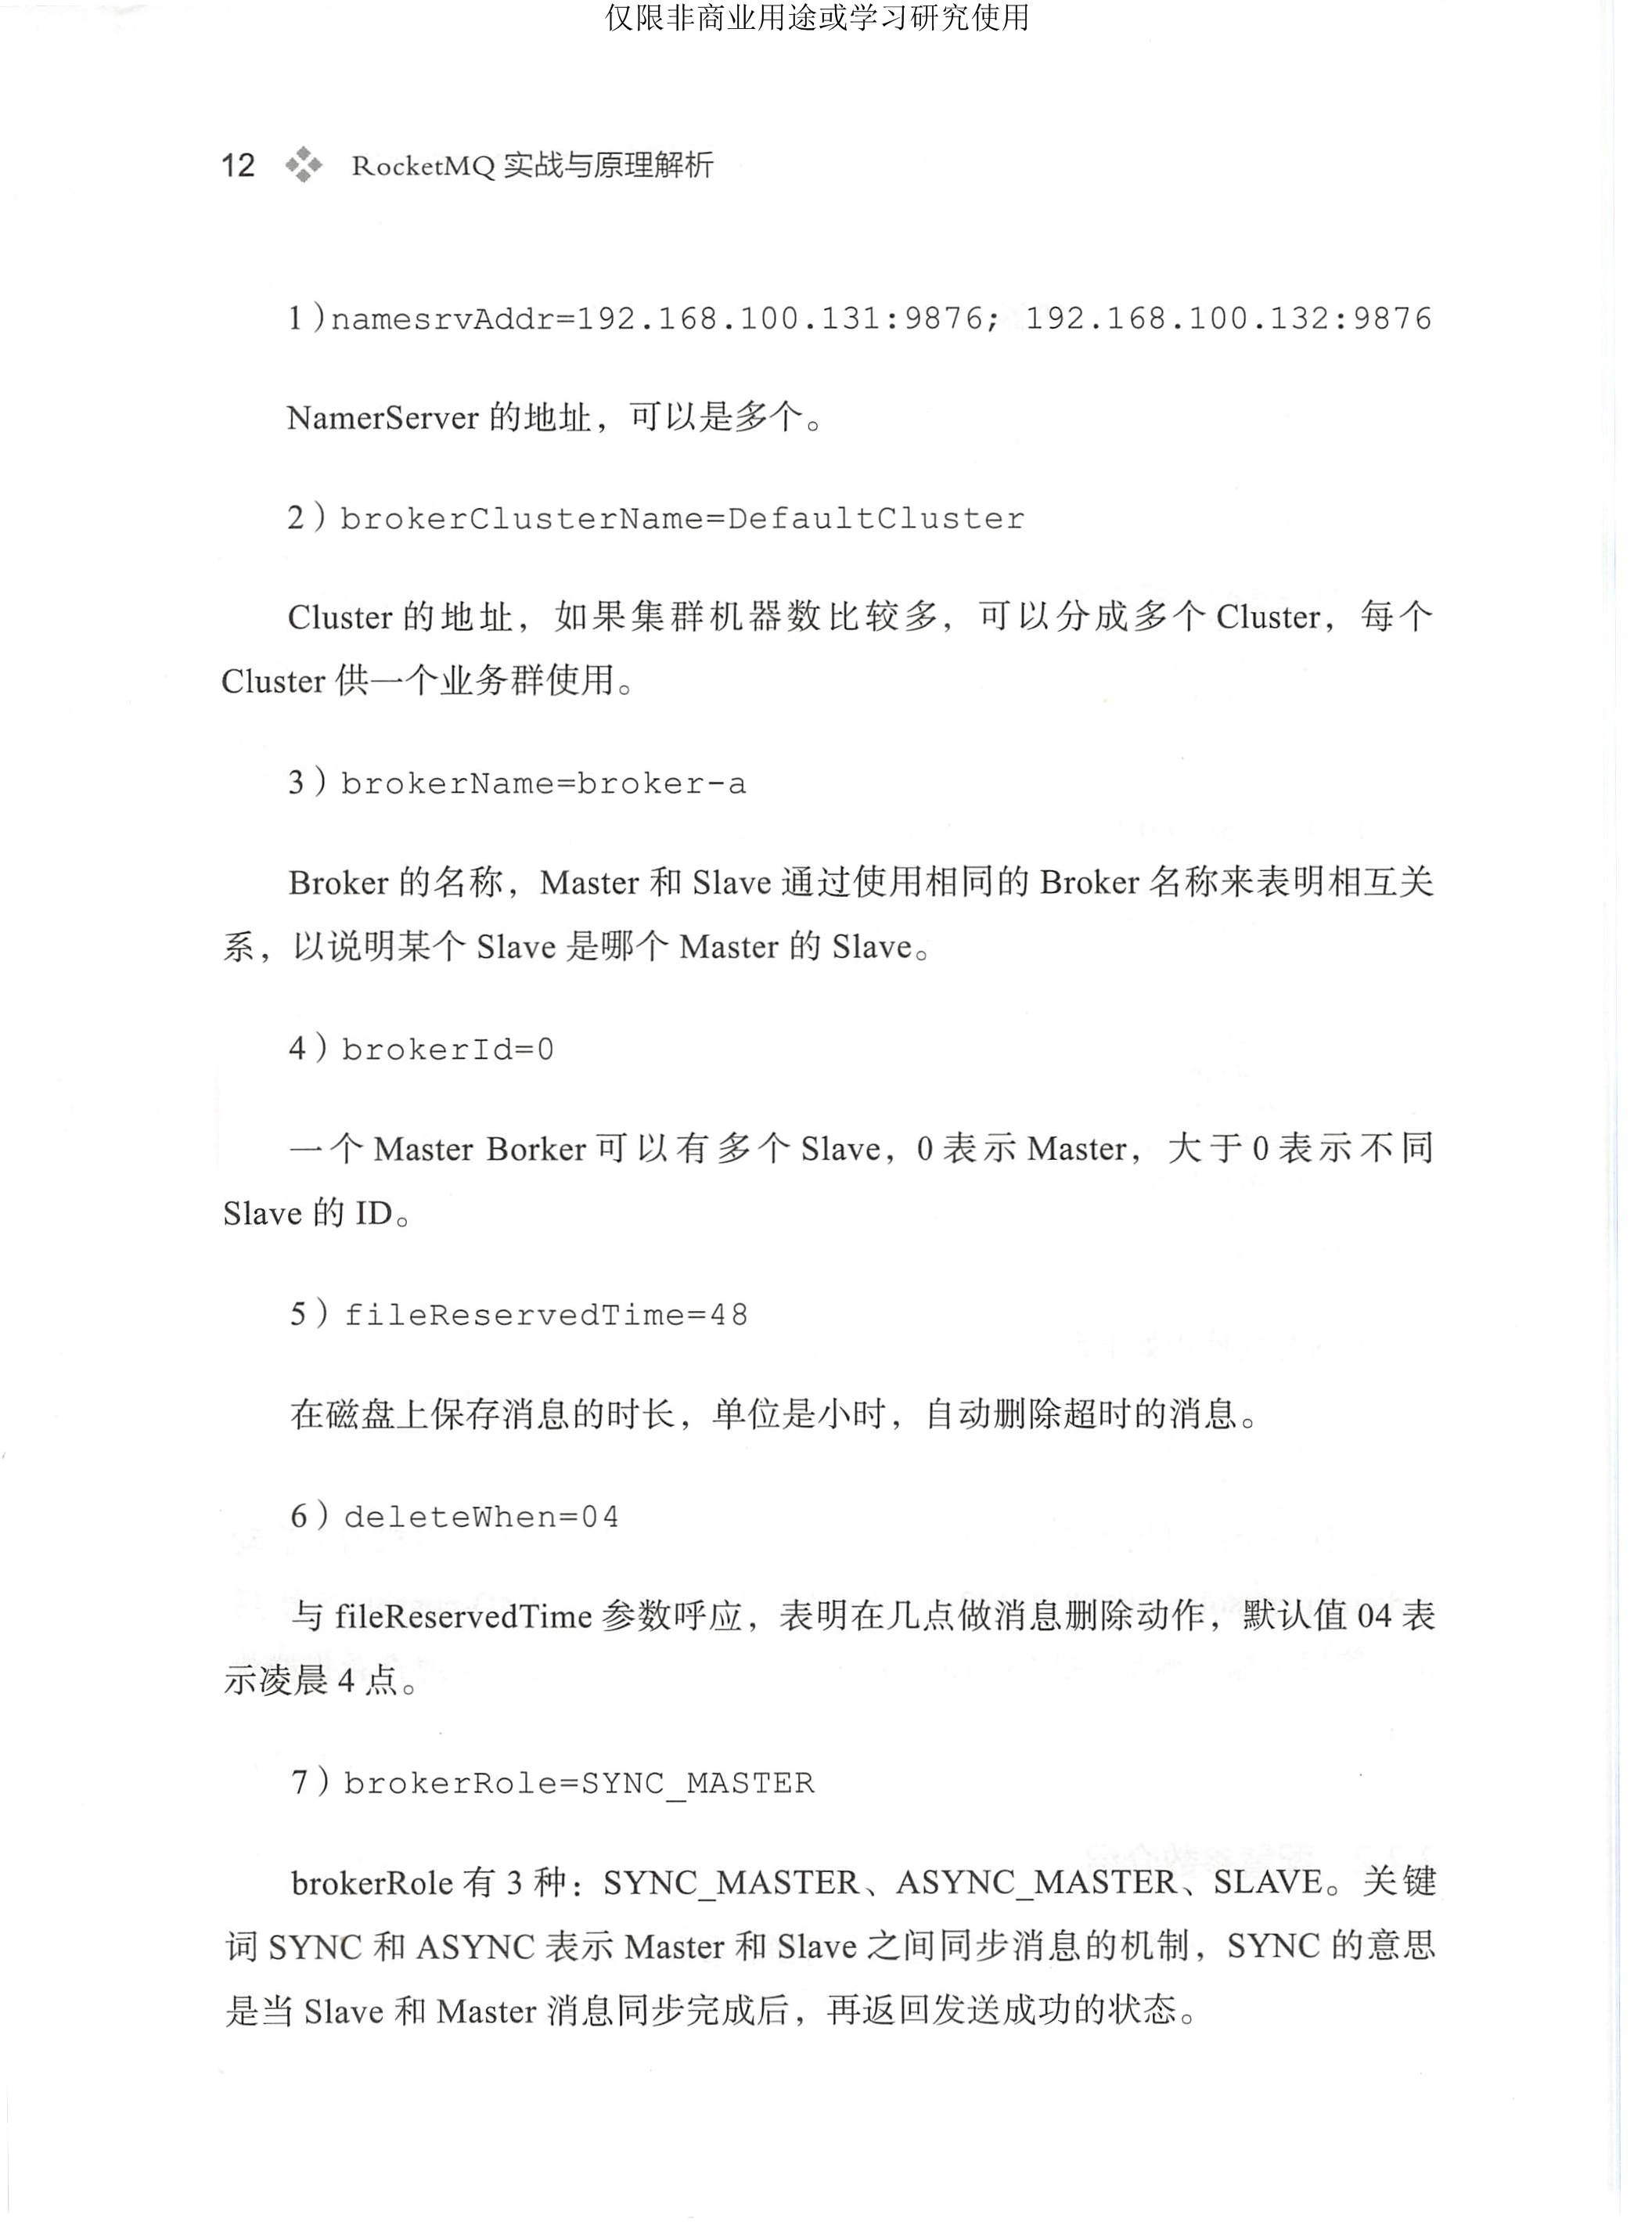 仅限非商业用途或学习研究使用
12 RocketMQ 实战与原理解析
1)namesrvAddr=192.168.100.131:9876; 192.168.100.132:9876
NamerServer 的地址，可以是多个。
2）brokerClusterName=DefaultCluster
Cluster 的地址，如果集群机器数比较多，可以分成多个 Cluster，每个
Cluster 供一个业务群使用。
3）brokerName=broker-a
Broker 的名称，Master 和 Slave 通过使用相同的 Broker 名称来表明相互关
系，以说明某个 Slave 是哪个 Master 的 Slave。
4）brokerId=0
一个 Master Borker 可以有多个 Slave，0 表示 Master，大于 0 表示不同
Slave 的 ID。
5）fileReservedTime=48
在磁盘上保存消息的时长，单位是小时，自动删除超时的消息。
6）deleteWhen=04
与 fileReservedTime 参数呼应，表明在几点做消息删除动作，默认值 04 表
示凌晨 4 点。
7）brokerRole=SYNC_MASTER
brokerRole 有 3 种：SYNC_MASTER、ASYNC_MASTER、SLAVE。关键
词 SYNC 和 ASYNC 表示 Master 和 Slave 之间同步消息的机制，SYNC 的意思
是当 Slave 和 Master 消息同步完成后，再返回发送成功的状态。